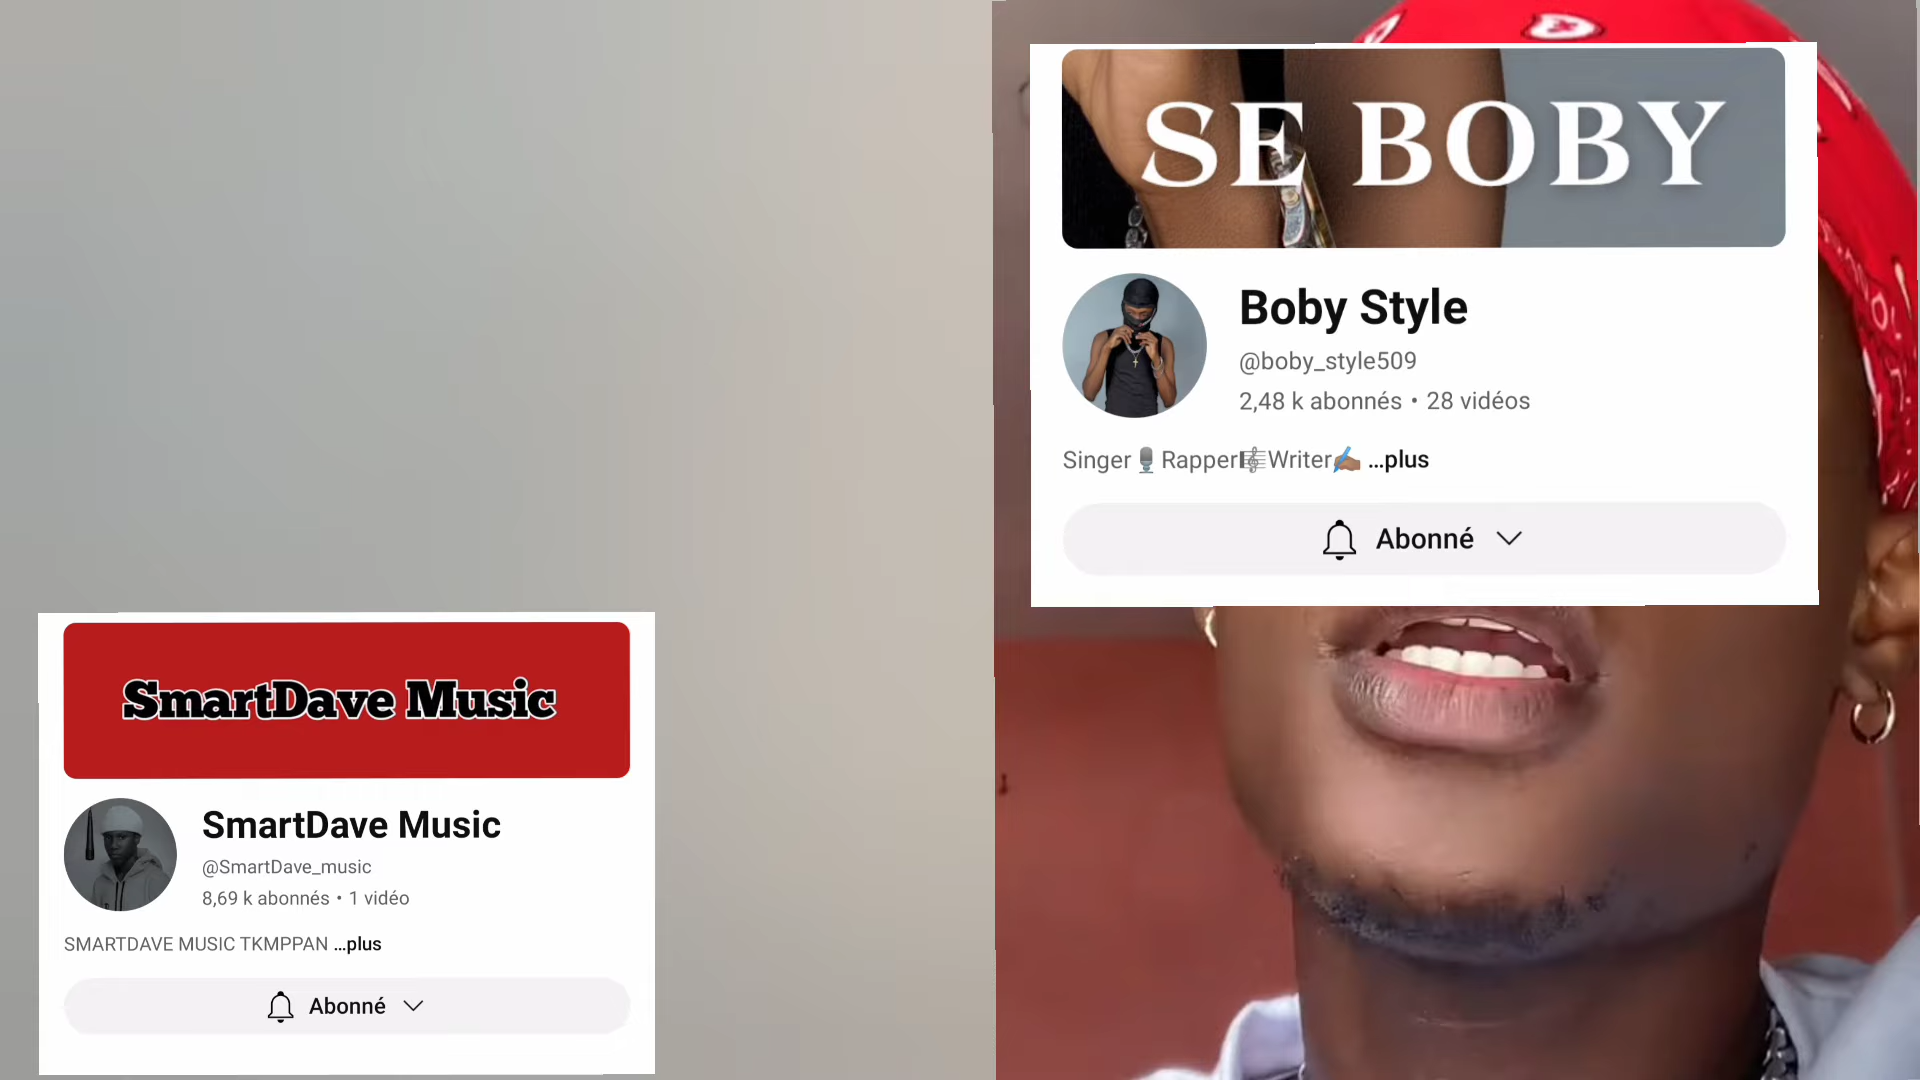 SE BOBY
Boby Style
@boby_style509
2,48 k abonnés • 28 vidéos
Singer🎙️Rapper🎼Writer✍🏽 ...plus
Abonné
SmartDave Music
SmartDave Music
@SmartDave_music
8,69 k abonnés • 1 vidéo
SMARTDAVE MUSIC TKMPPAN ...plus
Abonné